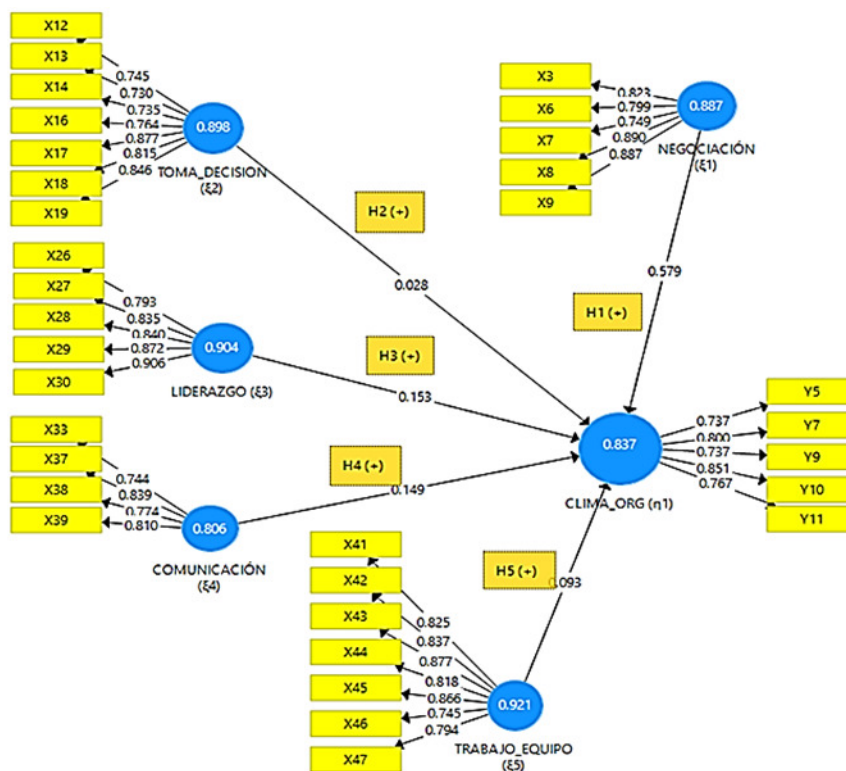 X12
X13
X14
X16
X17
X18
X19
0.745
0.730
0.735
0.764
0.877
0.815
0.846
0.898
TOMA_DECISION
(ξ2)
X3
X6
X7
X8
X9
0.823
0.799
0.749
0.890
0.887
0.887
NEGOCIACIÓN
(ξ1)
H2 (+)
0.028
0.579
H1 (+)
X26
X27
X28
X29
X30
0.793
0.835
0.840
0.872
0.906
0.904
LIDERAZGO (ξ3)
H3 (+)
0.153
X33
X37
X38
X39
0.744
0.839
0.774
0.810
0.806
COMUNICACIÓN
(ξ4)
H4 (+)
0.149
0.837
CLIMA_ORG (η1)
0.737
0.800
0.737
0.851
0.767
Y5
Y7
Y9
Y10
Y11
H5 (+)
0.093
X41
X42
X43
X44
X45
X46
X47
0.825
0.837
0.877
0.818
0.866
0.745
0.794
0.921
TRABAJO_EQUIPO
(ξ5)